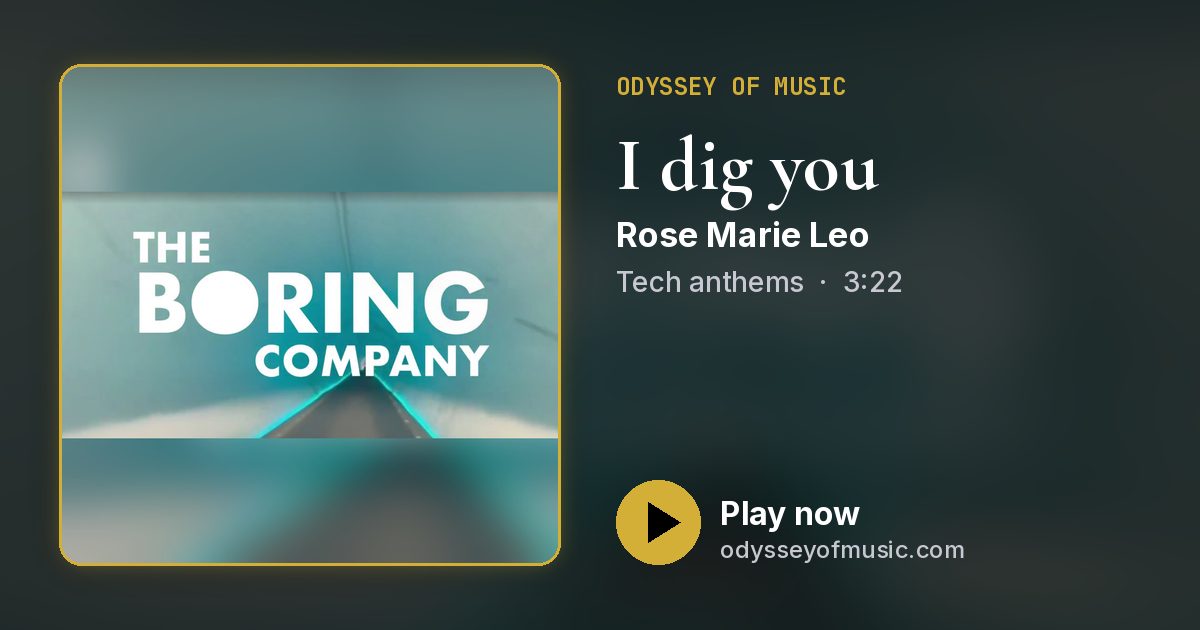 THE
BORING
COMPANY
ODYSSEY OF MUSIC
I dig you
Rose Marie Leo
Tech anthems · 3:22
Play now
odysseyofmusic.com